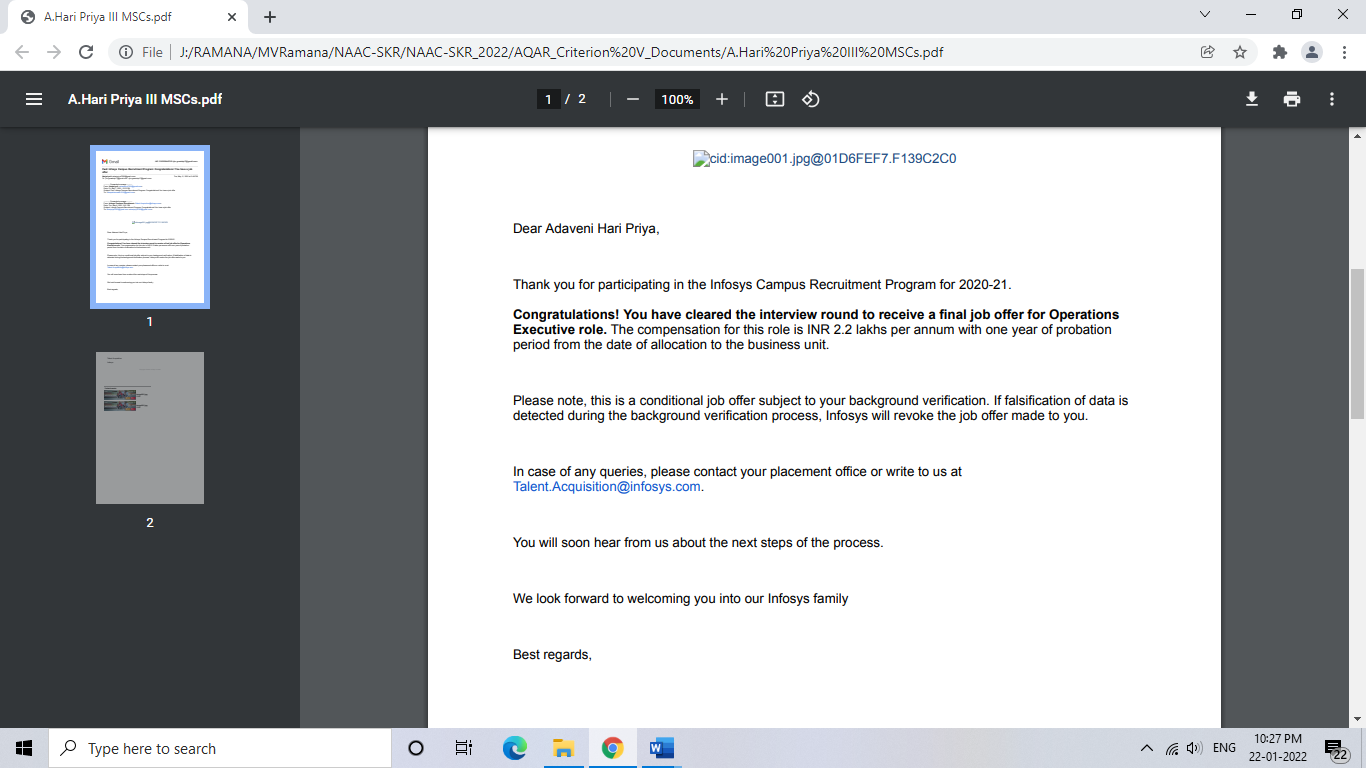 A.Hari Priya III MSCs.pdf
File | J:/RAMANA/MVRamana/NAAC-SKR/NAAC-SKR_2022/AQAR_Criterion%20V_Documents/A.Hari%20Priya%20III%20MSCs.pdf
A.Hari Priya III MSCs.pdf
1 / 2
100%
1
2
cid:image001.jpg@01D6FEF7.F139C2C0
Dear Adaveni Hari Priya,
Thank you for participating in the Infosys Campus Recruitment Program for 2020-21.
Congratulations! You have cleared the interview round to receive a final job offer for Operations
Executive role. The compensation for this role is INR 2.2 lakhs per annum with one year of probation
period from the date of allocation to the business unit.
Please note, this is a conditional job offer subject to your background verification. If falsification of data is
detected during the background verification process, Infosys will revoke the job offer made to you.
In case of any queries, please contact your placement office or write to us at
Talent.Acquisition@infosys.com.
You will soon hear from us about the next steps of the process.
We look forward to welcoming you into our Infosys family
Best regards,
Type here to search
ENG
10:27 PM
22-01-2022
22